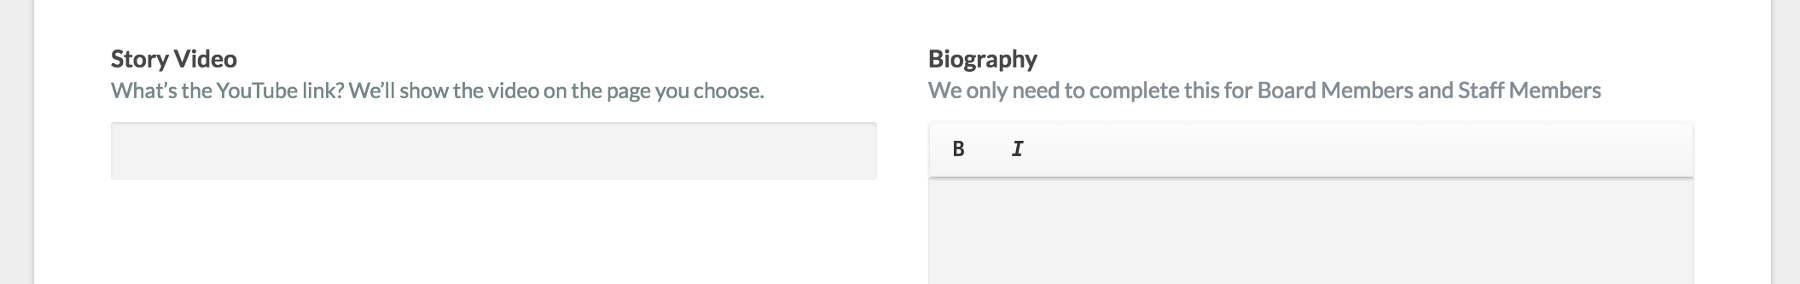 Story Video
What's the YouTube link? We'll show the video on the page you choose.
Biography
We only need to complete this for Board Members and Staff Members
B I